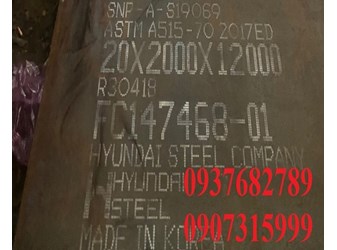 SNP-A-S19069
ASTM A515-70 2017ED
20X2000X12000
R30418
FC147468-01
HYUNDAI STEEL COMPANY
HYUNDAI
STEEL
0937682789
0907315999
MADE IN KOREA